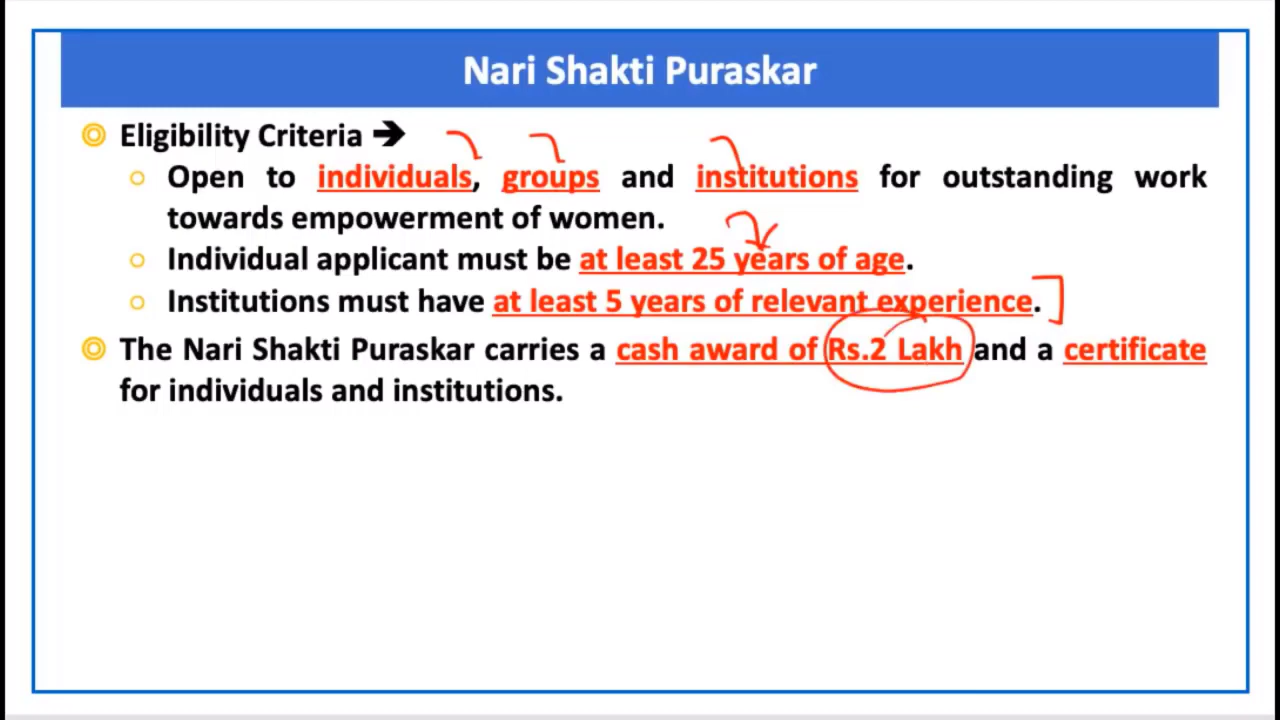 Nari Shakti Puraskar
Eligibility Criteria ➔
Open to individuals, groups and institutions for outstanding work
towards empowerment of women.
Individual applicant must be at least 25 years of age.
Institutions must have at least 5 years of relevant experience.
The Nari Shakti Puraskar carries a cash award of Rs.2 Lakh and a certificate
for individuals and institutions.